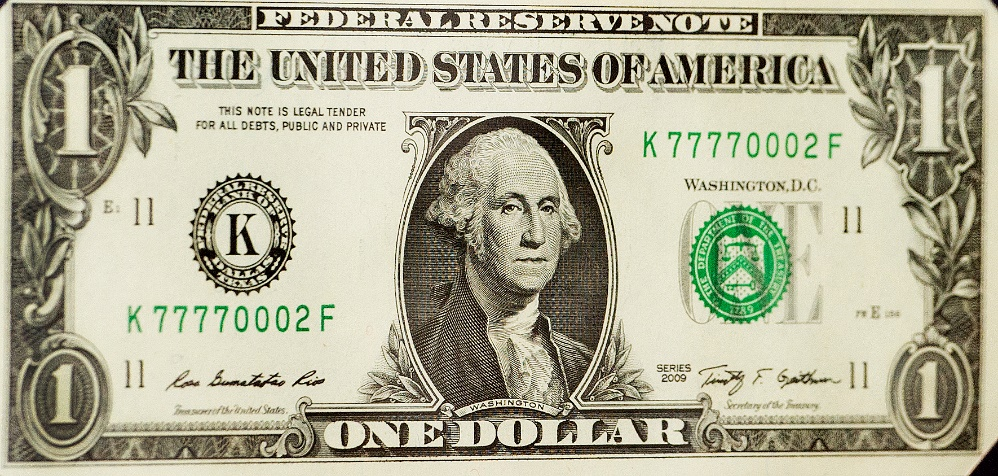 FEDERAL RESERVE NOTE
1
THE UNITED STATES OF AMERICA
1
THIS NOTE IS LEGAL TENDER
FOR ALL DEBTS, PUBLIC AND PRIVATE
K 77770002 F
WASHINGTON, D.C.
E1
11
FEDERAL RESERVE BANK OF
K
DALLAS
TEXAS
ONE
THE DEPARTMENT OF THE TREASURY
1789
11
K 77770002 F
FW E
11
Rosa Gumataotao Rios
Treasurer of the United States.
SERIES
2009
Timothy F. Geithner
Secretary of the Treasury.
11
1
WASHINGTON
ONE DOLLAR
1